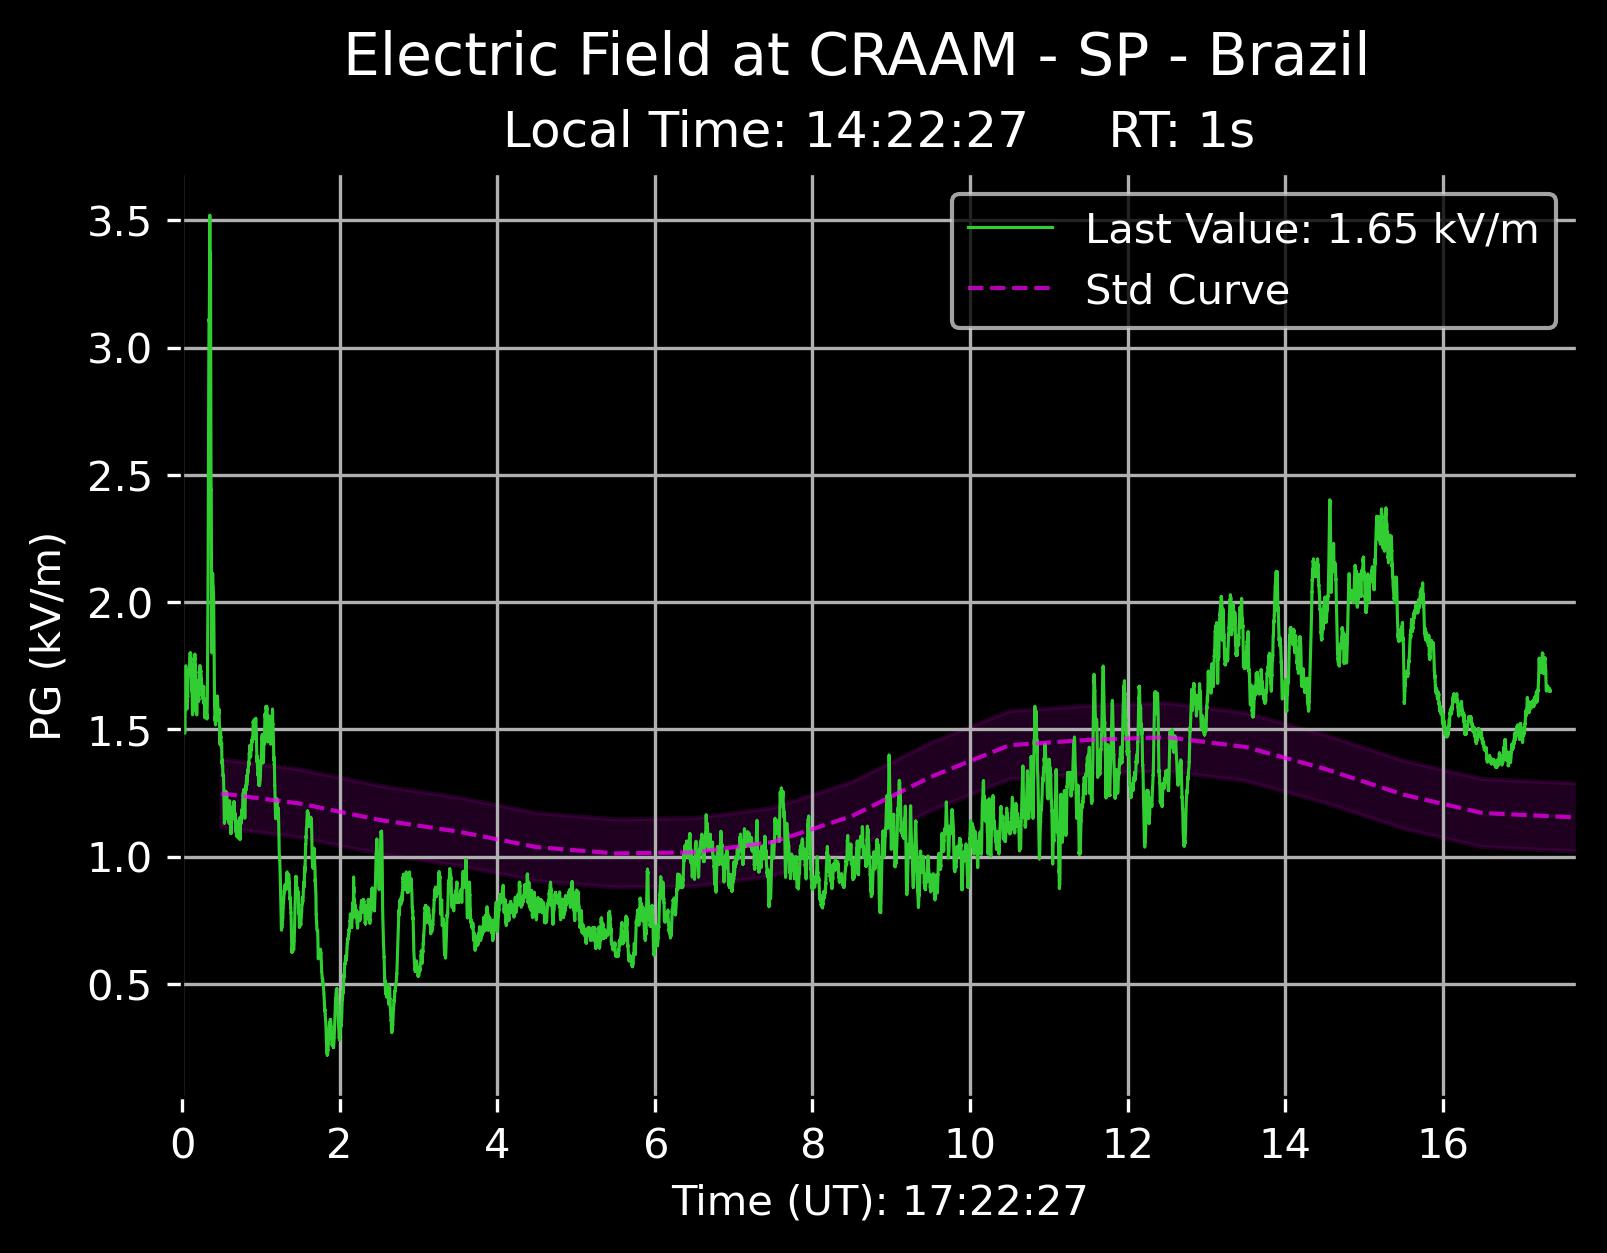 Electric Field at CRAAM - SP - Brazil
Local Time: 14:22:27 RT: 1s
Last Value: 1.65 kV/m
Std Curve
PG (kV/m)
3.5
3.0
2.5
2.0
1.5
1.0
0.5
0 2 4 6 8 10 12 14 16
Time (UT): 17:22:27